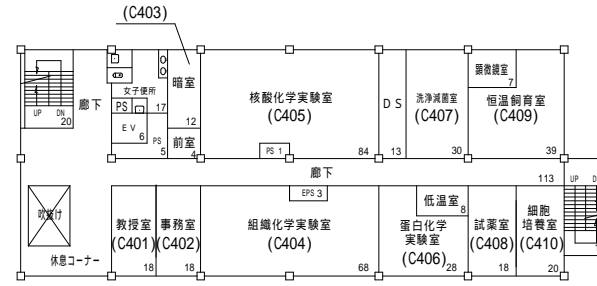 (C403)
UP DN
20
廊下
女子便所
PS
17
EV
6
PS
5
暗室
12
前室
4
核酸化学実験室
(C405)
PS 1
84
DS
13
洗浄滅菌室
(C407)
30
顕微鏡室
7
恒温飼育室
(C409)
39
廊下
113
吹抜け
休息コーナー
教授室
(C401)
18
事務室
(C402)
18
EPS 3
組織化学実験室
(C404)
68
低温室
8
蛋白化学
実験室
(C406)
28
試薬室
(C408)
18
細胞
培養室
(C410)
20
UP D